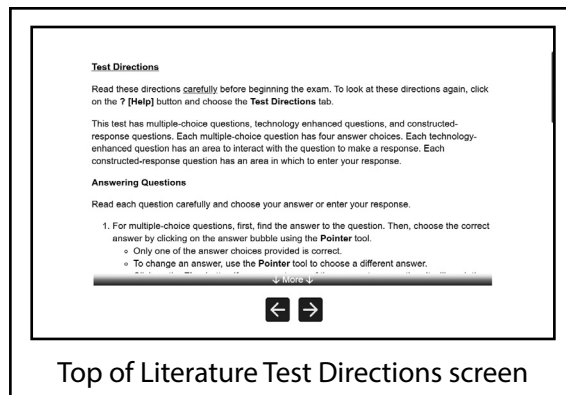 Test Directions
Read these directions carefully before beginning the exam. To look at these directions again, click
on the ? [Help] button and choose the Test Directions tab.
This test has multiple-choice questions, technology enhanced questions, and constructed-
response questions. Each multiple-choice question has four answer choices. Each technology-
enhanced question has an area to interact with the question to make a response. Each
constructed-response question has an area in which to enter your response.
Answering Questions
Read each question carefully and choose your answer or enter your response.
1. For multiple-choice questions, first, find the answer to the question. Then, choose the correct
answer by clicking on the answer bubble using the Pointer tool.
Only one of the answer choices provided is correct.
To change an answer, use the Pointer tool to choose a different answer.
↓ More ↓
Top of Literature Test Directions screen